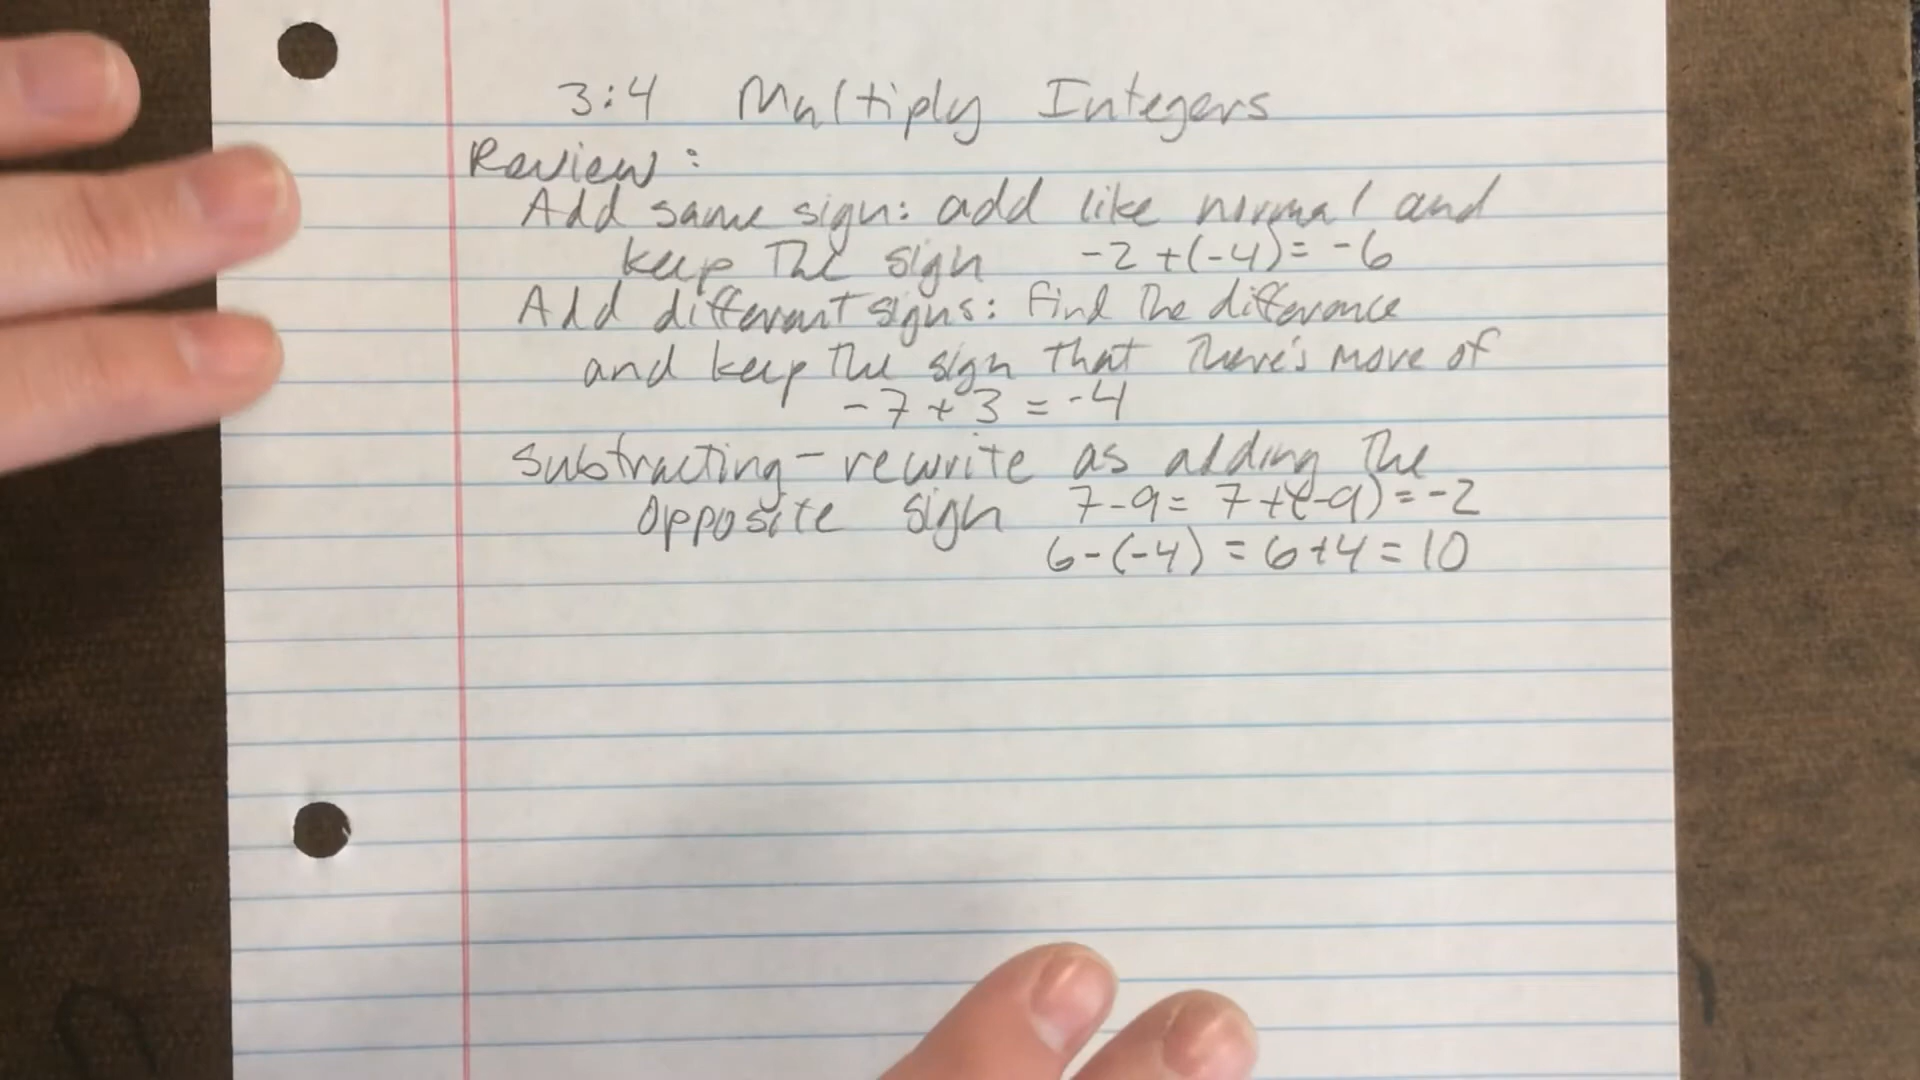 3:4 Multiply Integers
Review:
Add same sign: add like normal and
keep the sign -2 +(-4)= -6
Add different signs: find the difference
and keep the sign that there's more of
-7 + 3 = -4
Subtracting - rewrite as adding the
opposite sign 7-9= 7+(-9)=-2
6-(-4) = 6+4=10